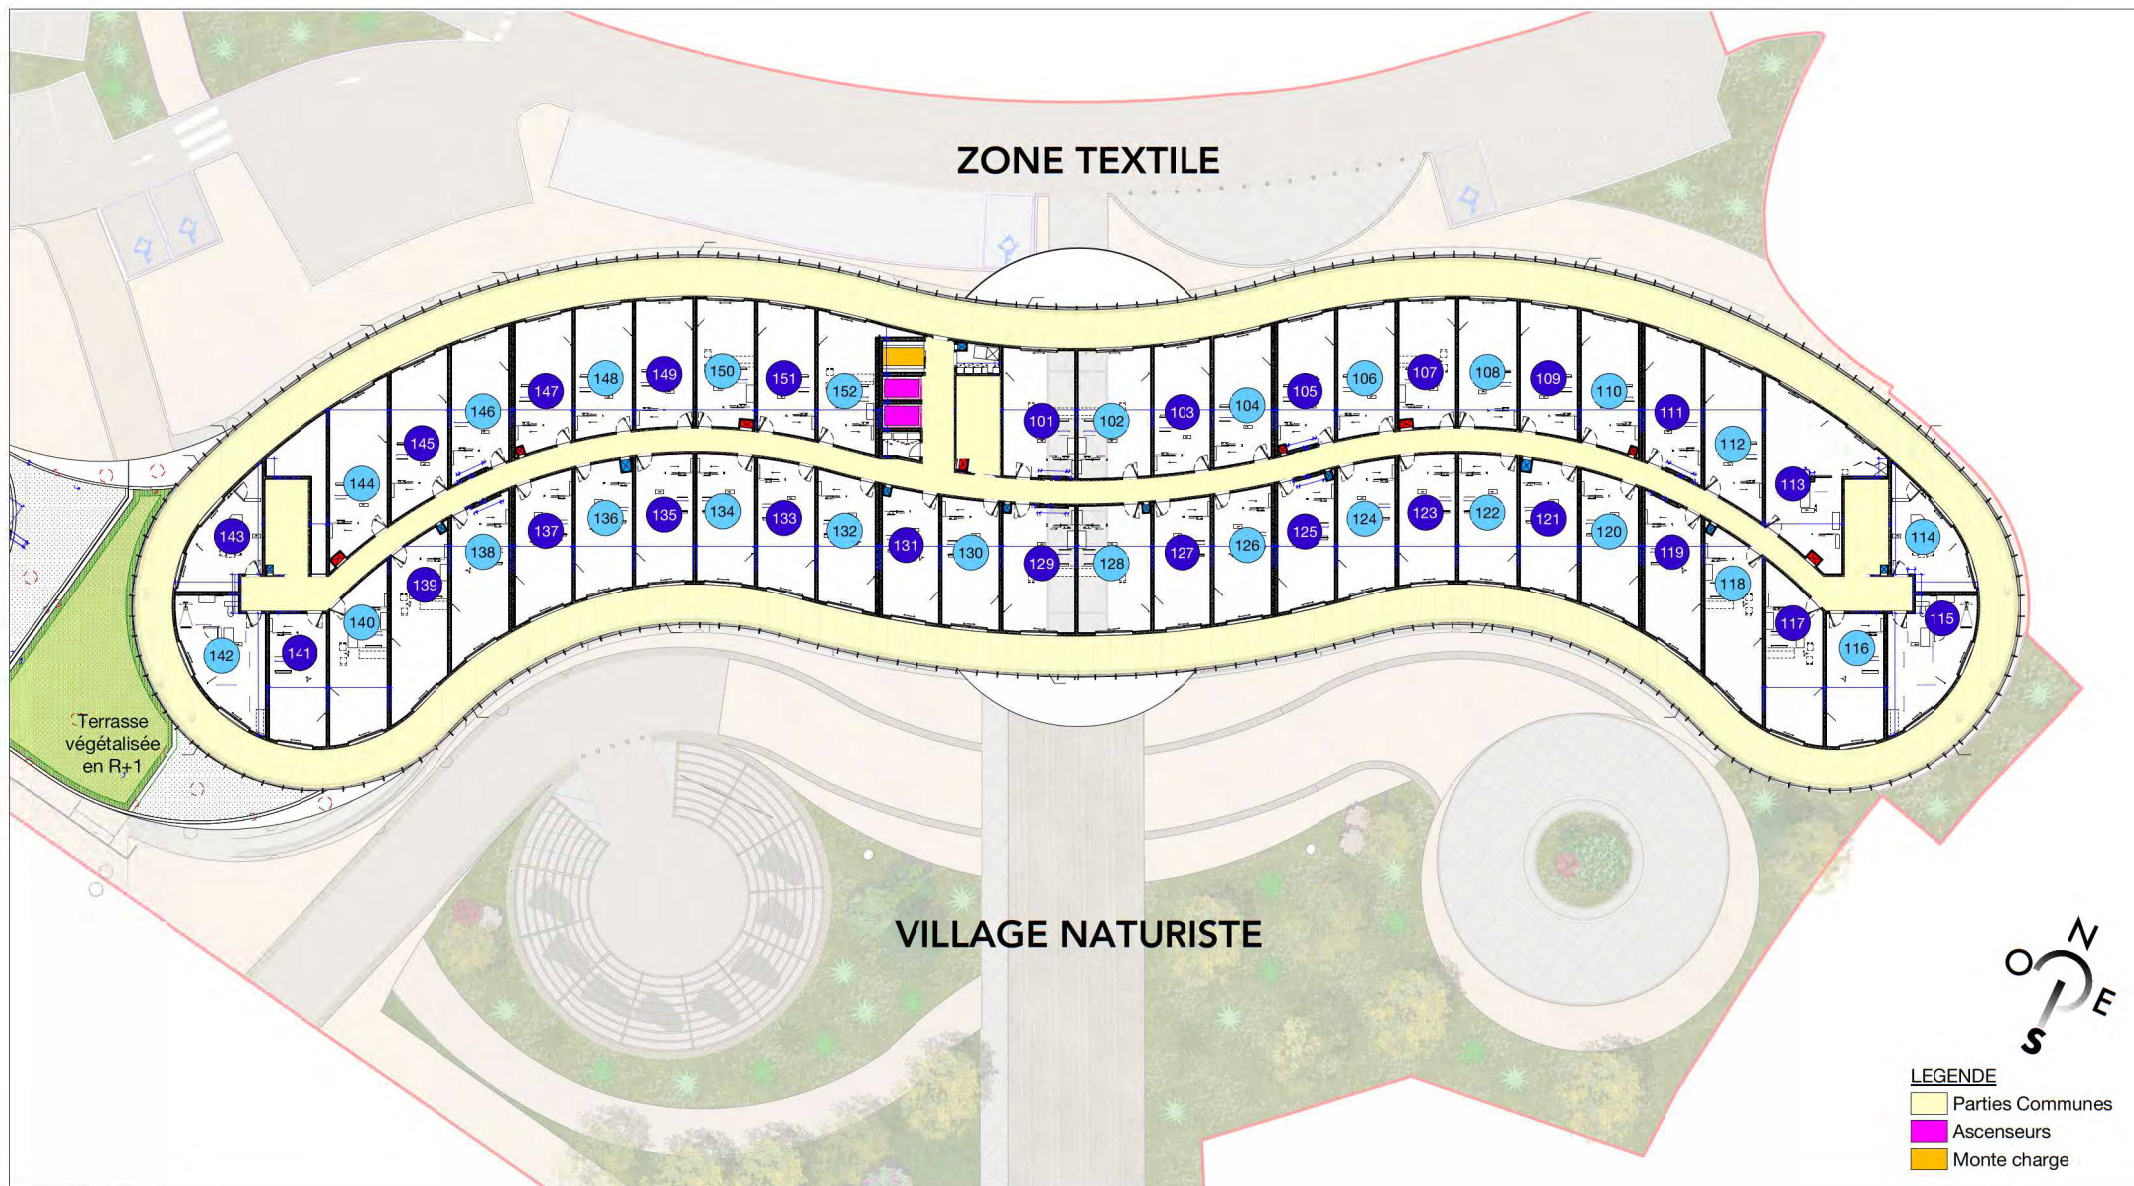 ZONE TEXTILE
147 148 149 150 151 152 101 102 103 104 105 106 107 108 109 110 111
146 145 144 143 112 113 114
142 141 140 139 138 137 136 135 134 133 132 131 130 129 128 127 126 125 124 123 122 121 120 119 118 117 116 115
Terrasse
végétalisée
en R+1
VILLAGE NATURISTE
N
O
E
S
LEGENDE
Parties Communes
Ascenseurs
Monte charge